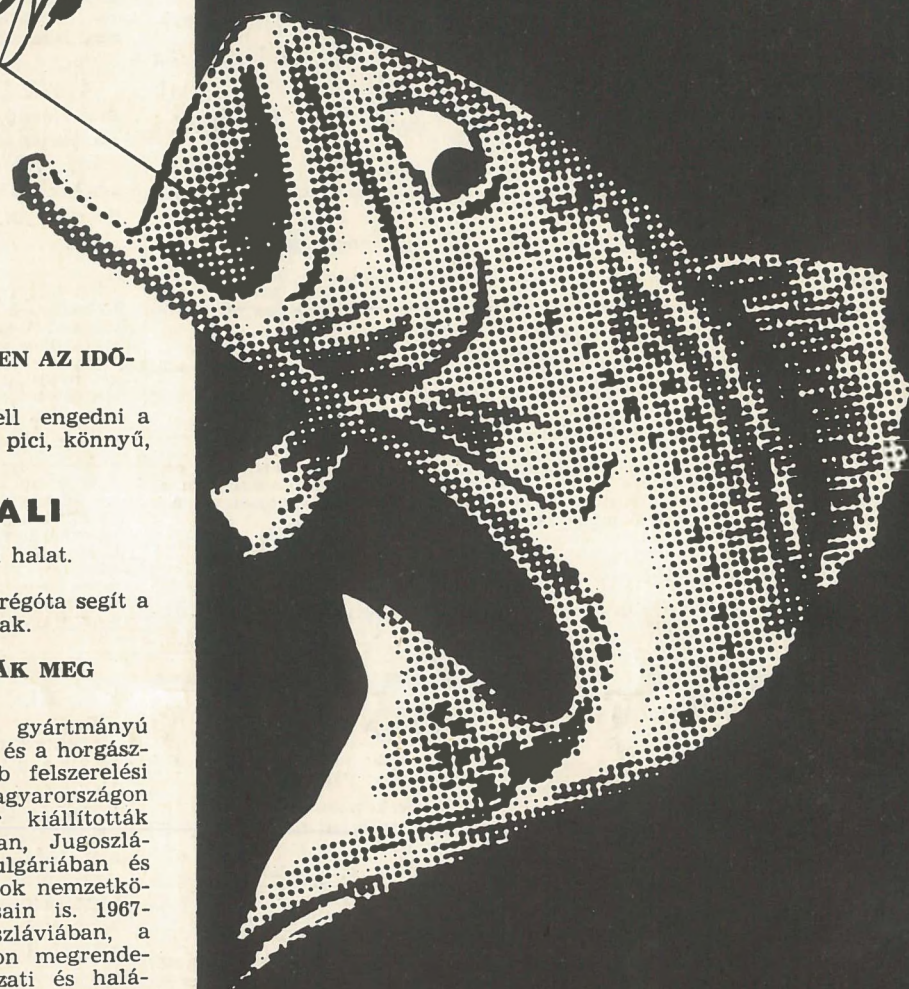 EN AZ IDŐ-
ell engedni a
pici, könnyű,
ALI
halat.
régóta segít a
ak.
ÁK MEG
gyártmányú
és a horgász-
b felszerelési
agyarországon
kiállították
an, Jugoszlá-
ulgáriában és
ok nemzetkö-
sain is. 1967-
szláviában, a
on megrende-
zati és halá-